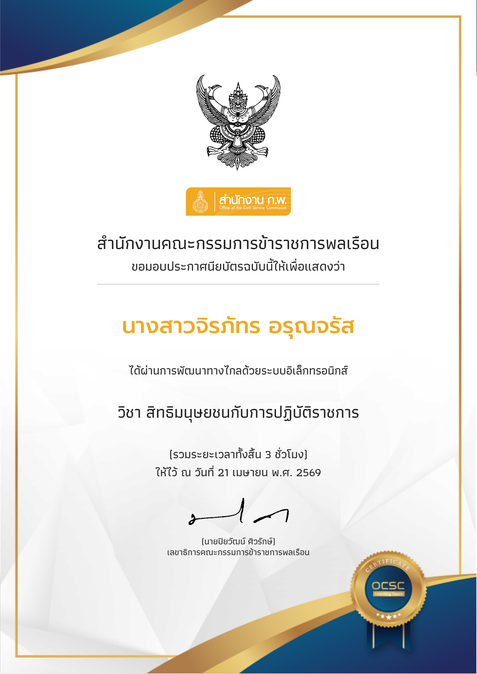 สำนักงาน ก.พ.
Office of the Civil Service Commission
สำนักงานคณะกรรมการข้าราชการพลเรือน
ขอมอบประกาศนียบัตรฉบับนี้ให้เพื่อแสดงว่า
นางสาวจิรภัทร อรุณจรัส
ได้ผ่านการพัฒนาทางไกลด้วยระบบอิเล็กทรอนิกส์
วิชา สิทธิมนุษยชนกับการปฏิบัติราชการ
(รวมระยะเวลาทั้งสิ้น 3 ชั่วโมง)
ให้ไว้ ณ วันที่ 21 เมษายน พ.ศ. 2569
(นายปิยวัฒน์ ศิวรักษ์)
เลขาธิการคณะกรรมการข้าราชการพลเรือน
CERTIFICATE
OCSC